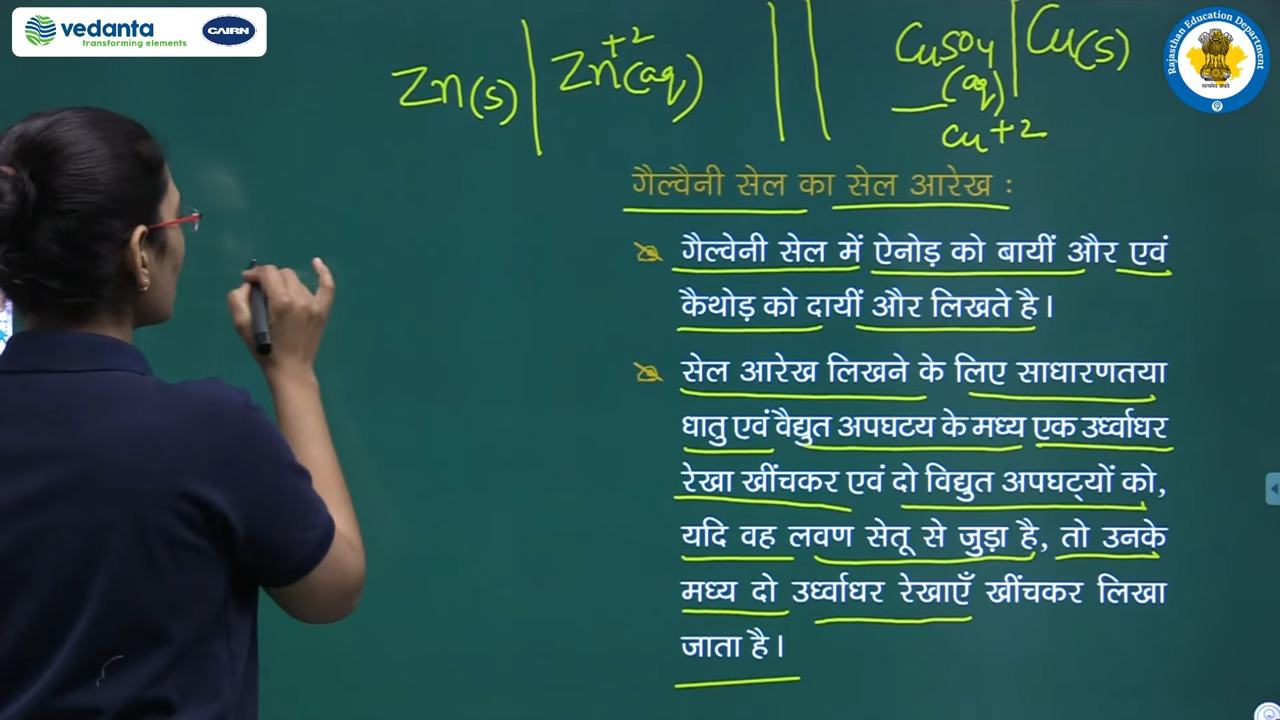 vedanta
transforming elements
CAIRN
Rajasthan Education Department
Zn(s) | Zn+2(aq) || CuSO4 | Cu(s)
(aq)
Cu+2
गैल्वैनी सेल का सेल आरेख :
गैल्वेनी सेल में ऐनोड़ को बायीं और एवं
कैथोड़ को दायीं और लिखते है।
सेल आरेख लिखने के लिए साधारणतया
धातु एवं वैद्युत अपघटय के मध्य एक उर्ध्वाधर
रेखा खींचकर एवं दो विद्युत अपघट्यों को,
यदि वह लवण सेतू से जुड़ा है, तो उनके
मध्य दो उर्ध्वाधर रेखाएँ खींचकर लिखा
जाता है।